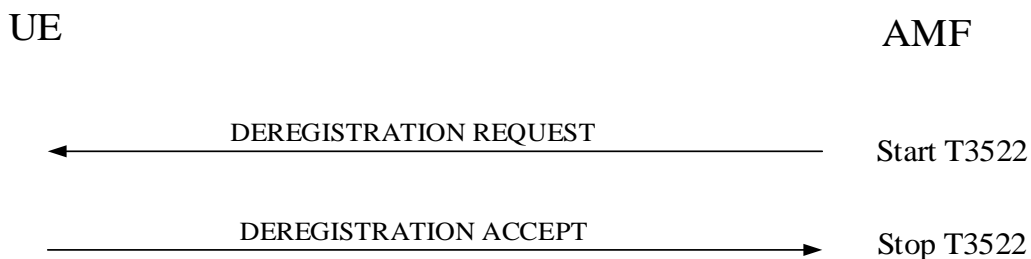 UE
AMF
DEREGISTRATION REQUEST
Start T3522
DEREGISTRATION ACCEPT
Stop T3522